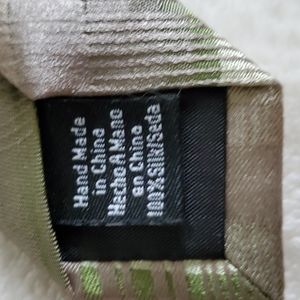 Hand Made
in China
Hecho A Mano
en China
100% Silk/Seda